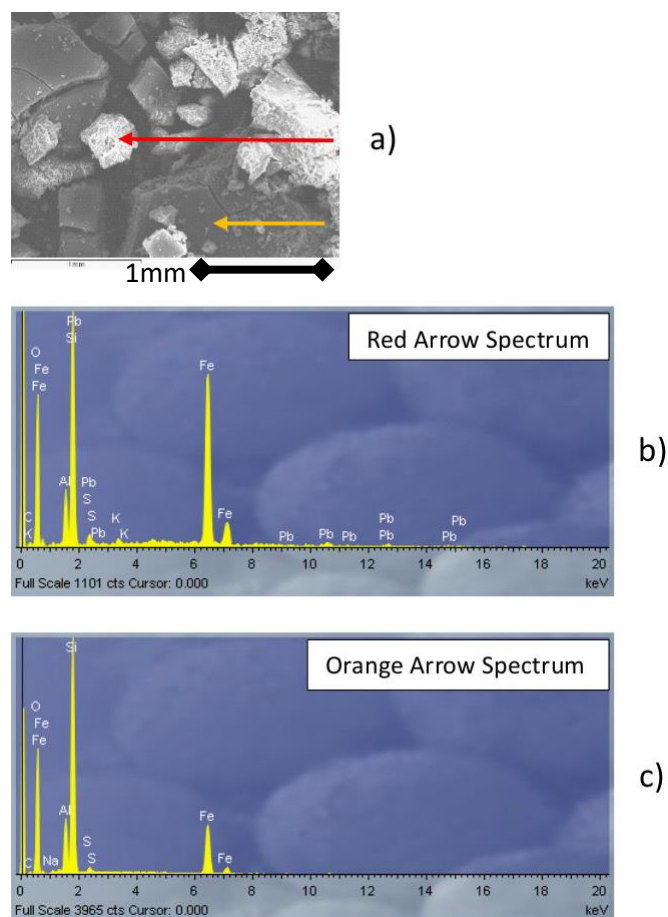 a)
1mm
1mm
Red Arrow Spectrum
b)
Pb
O
Si
Fe
Fe
Fe
Al
Pb
S
S
C
K
K
Pb
K
Fe
Pb
Pb
Pb
Pb
Pb
Pb
Pb
0 2 4 6 8 10 12 14 16 18 20
Full Scale 1101 cts Cursor: 0.000 keV
Orange Arrow Spectrum
c)
Si
O
Fe
Fe
Al
Fe
S
S
C
Na
Fe
0 2 4 6 8 10 12 14 16 18 20
Full Scale 3965 cts Cursor: 0.000 keV